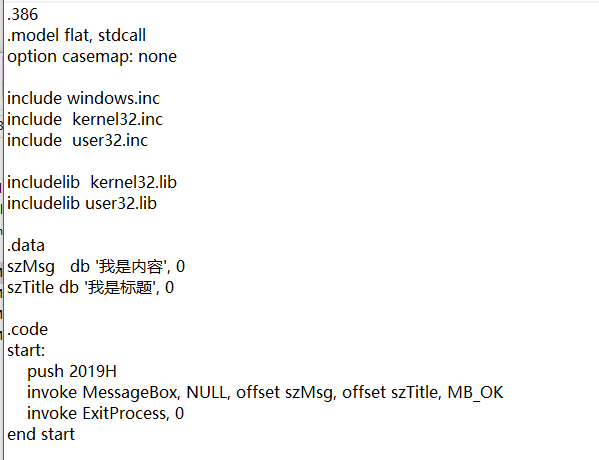 .386
.model flat, stdcall
option casemap: none
include windows.inc
include  kernel32.inc
include  user32.inc
includelib  kernel32.lib
includelib user32.lib
.data
szMsg   db '我是内容', 0
szTitle db '我是标题', 0
.code
start:
    push 2019H
    invoke MessageBox, NULL, offset szMsg, offset szTitle, MB_OK
    invoke ExitProcess, 0
end start